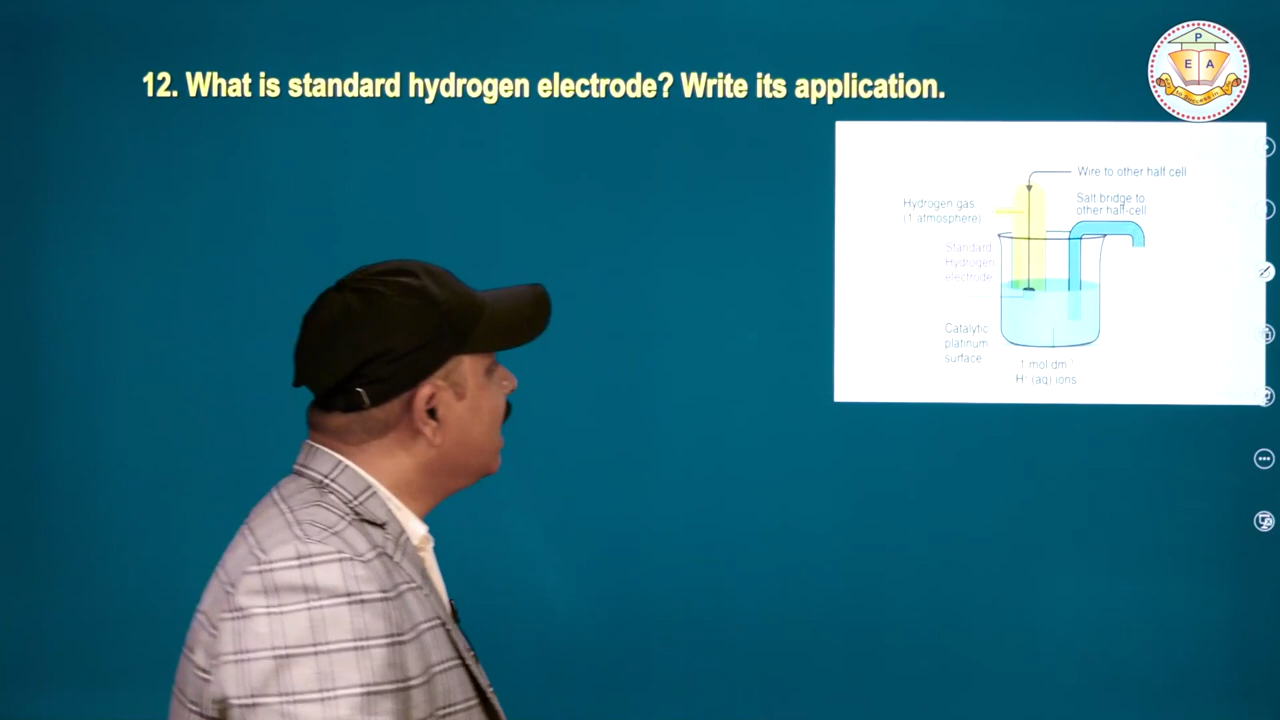 12. What is standard hydrogen electrode? Write its application.
P
E A
Wire to other half cell
Hydrogen gas
(1 atmosphere)
Salt bridge to
other half-cell
Standard
Hydrogen
electrode
Catalytic
platinum
surface
1 mol dm
H⁺ (aq) ions